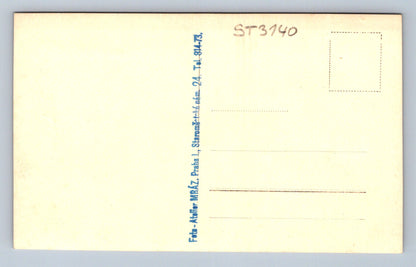 ST3140
Foto-Atelier MRÁZ, Praha I., Staroměstské nám. 24. Tel. 814-73.